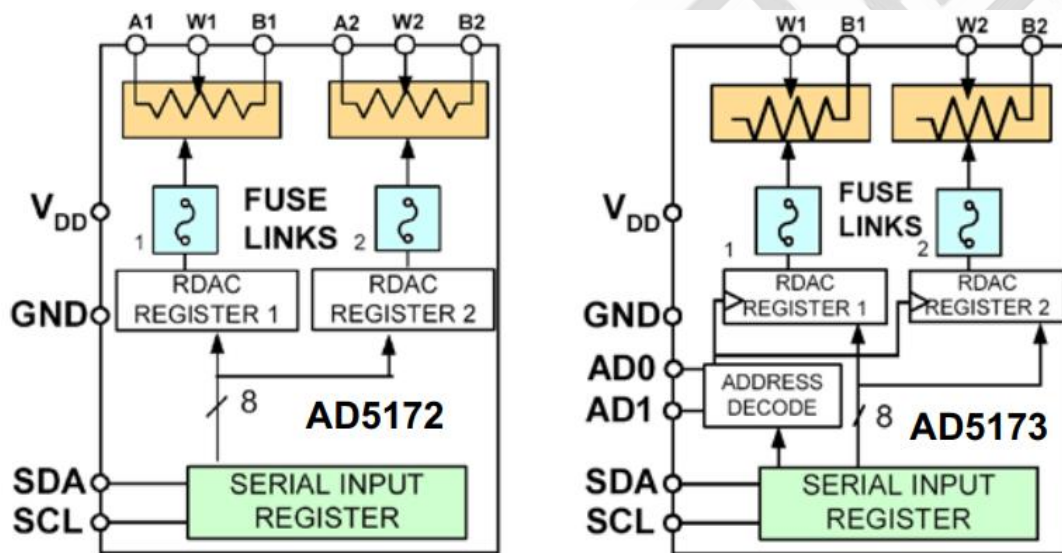 A1 W1 B1 A2 W2 B2
V_DD
1
FUSE
LINKS
2
RDAC
REGISTER 1
RDAC
REGISTER 2
GND
8
AD5172
SDA
SCL
SERIAL INPUT
REGISTER
W1 B1 W2 B2
V_DD
1
FUSE
LINKS
2
RDAC
REGISTER 1
RDAC
REGISTER 2
GND
AD0
AD1
ADDRESS
DECODE
8
AD5173
SDA
SCL
SERIAL INPUT
REGISTER